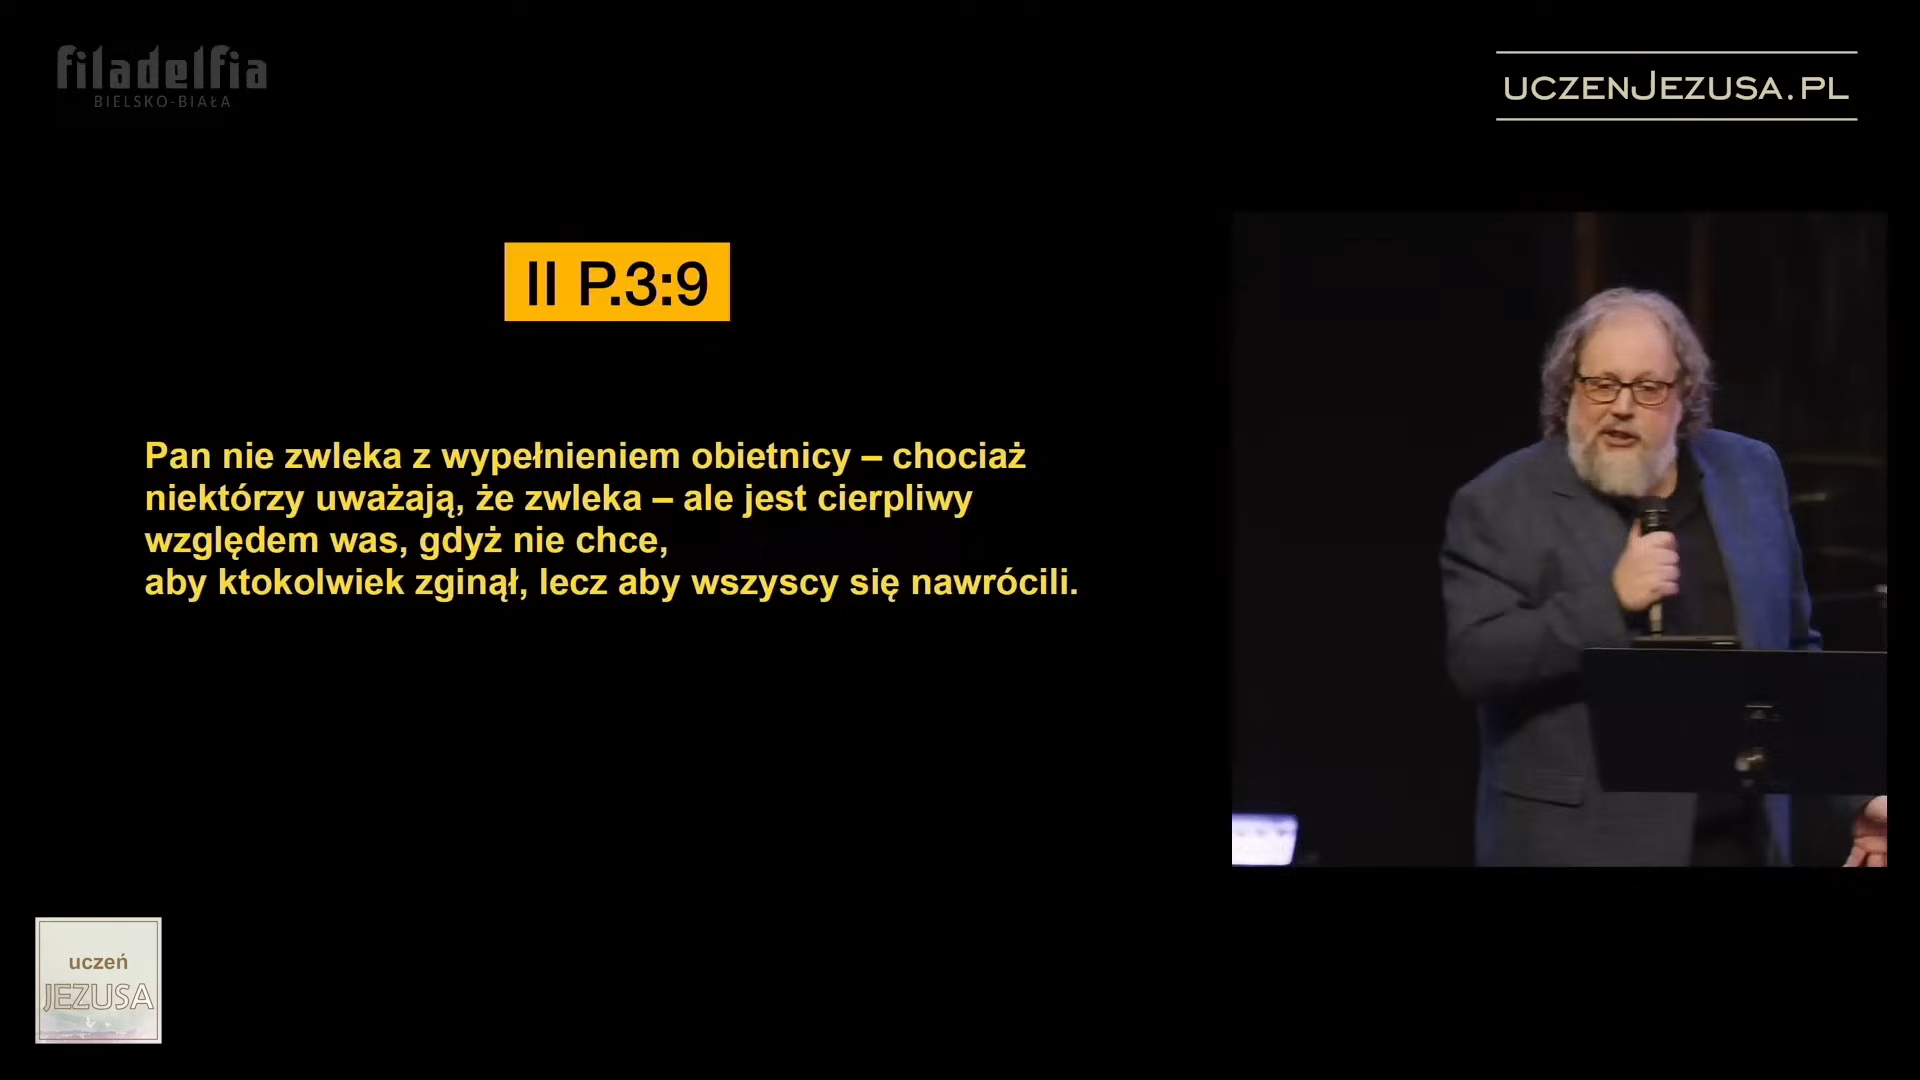 filadelfia
BIELSKO-BIAŁA
UCZENJEZUSA.PL
II P.3:9
Pan nie zwleka z wypełnieniem obietnicy – chociaż
niektórzy uważają, że zwleka – ale jest cierpliwy
względem was, gdyż nie chce,
aby ktokolwiek zginął, lecz aby wszyscy się nawrócili.
uczeń
JEZUSA